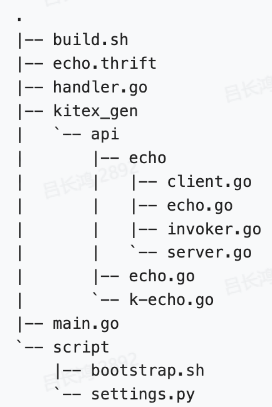 .
|-- build.sh
|-- echo.thrift
|-- handler.go
|-- kitex_gen
|   `-- api
|       |-- echo
|       |   |-- client.go
|       |   |-- echo.go
|       |   |-- invoker.go
|       |   `-- server.go
|       |-- echo.go
|       `-- k-echo.go
|-- main.go
`-- script
    |-- bootstrap.sh
    `-- settings.py